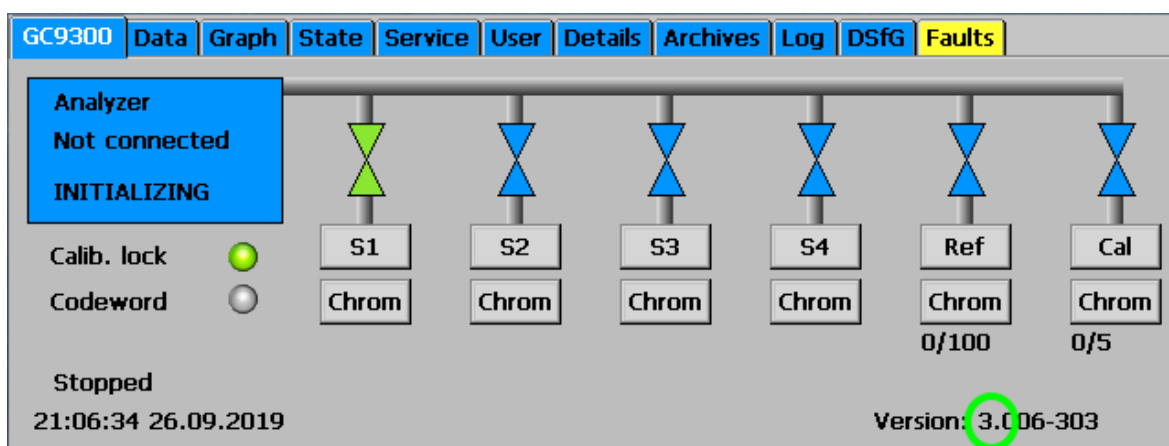 GC9300 Data Graph State Service User Details Archives Log DSfG Faults
Analyzer
Not connected
INITIALIZING
Calib. lock S1 S2 S3 S4 Ref Cal
Codeword Chrom Chrom Chrom Chrom Chrom Chrom
0/100 0/5
Stopped
21:06:34 26.09.2019 Version: 3.006-303